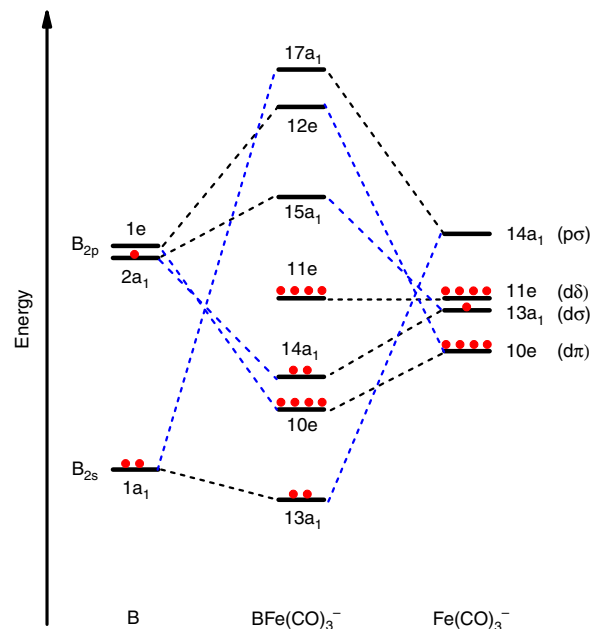 17a₁
12e
15a₁
B₂ₚ
1e
2a₁
14a₁ (pσ)
11e
11e (dδ)
13a₁ (dσ)
14a₁
10e (dπ)
10e
B₂ₛ
1a₁
13a₁
Energy
B
BFe(CO)₃⁻
Fe(CO)₃⁻